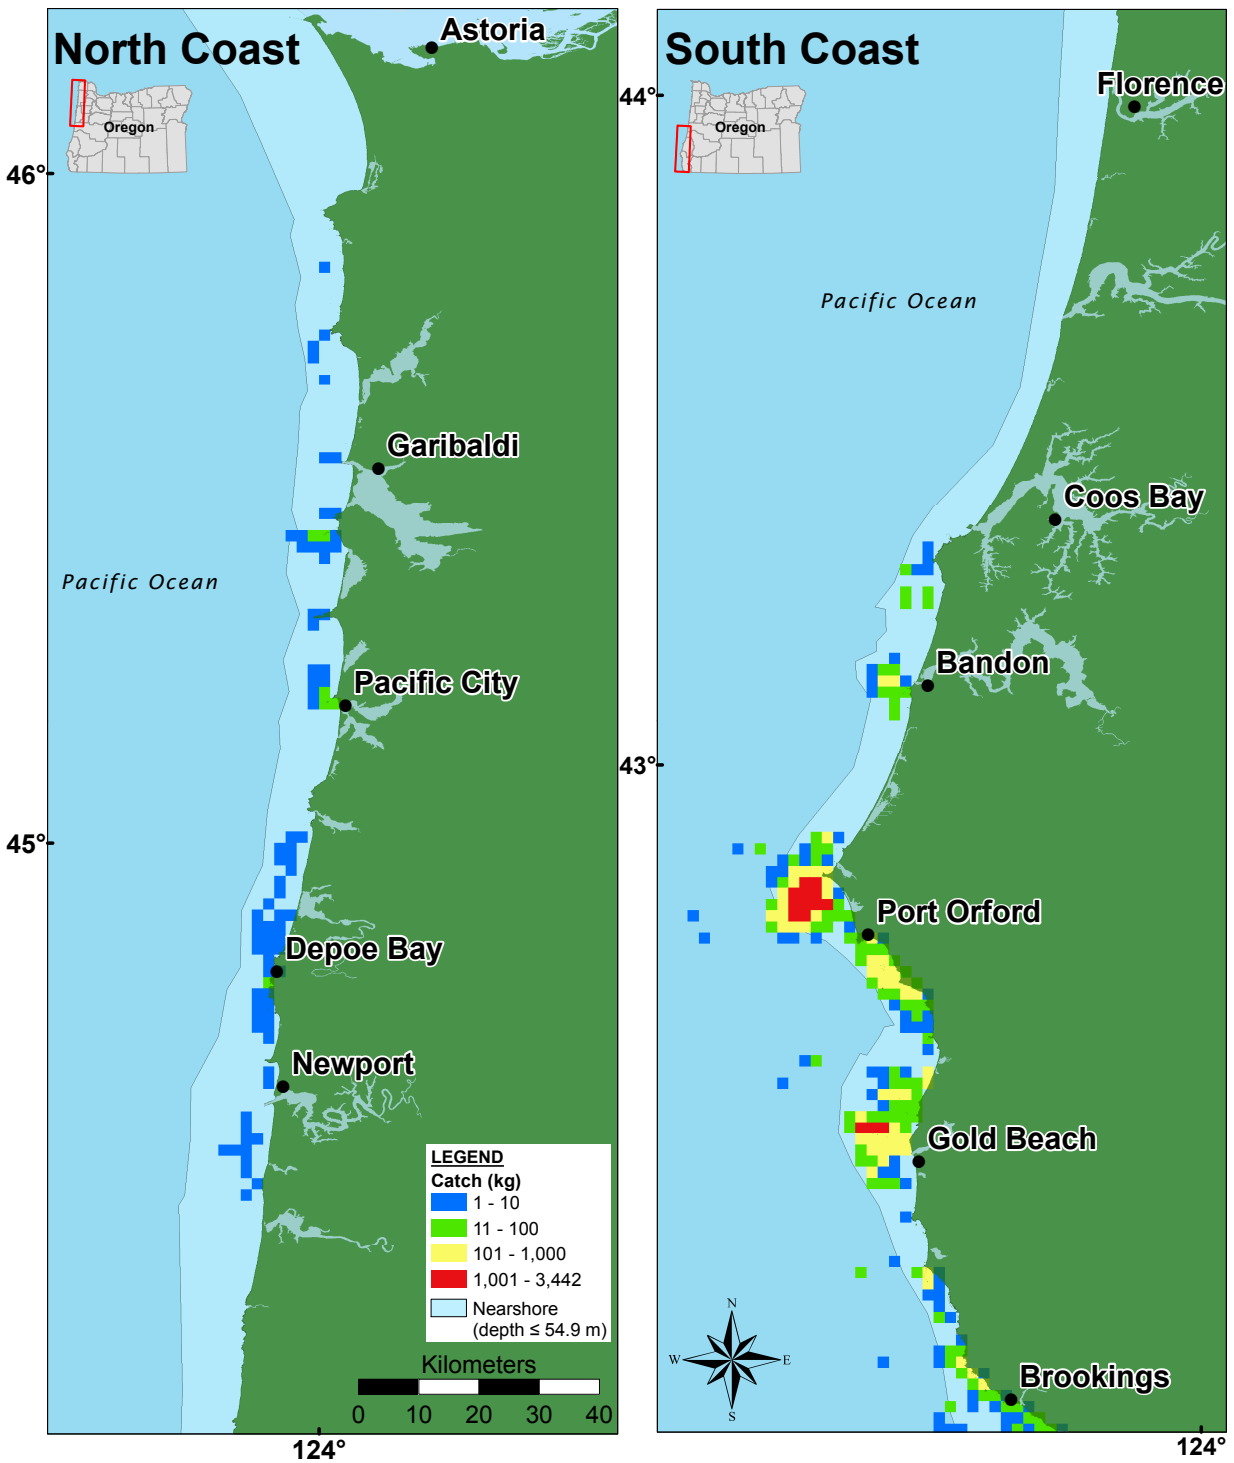 North Coast
Oregon
Astoria
46°
Garibaldi
Pacific Ocean
Pacific City
45°
Depoe Bay
Newport
LEGEND
Catch (kg)
1 - 10
11 - 100
101 - 1,000
1,001 - 3,442
Nearshore
(depth ≤ 54.9 m)
Kilometers
0 10 20 30 40
124°
South Coast
Oregon
44°
Florence
Pacific Ocean
Coos Bay
Bandon
43°
Port Orford
Gold Beach
N
W E
S
Brookings
124°